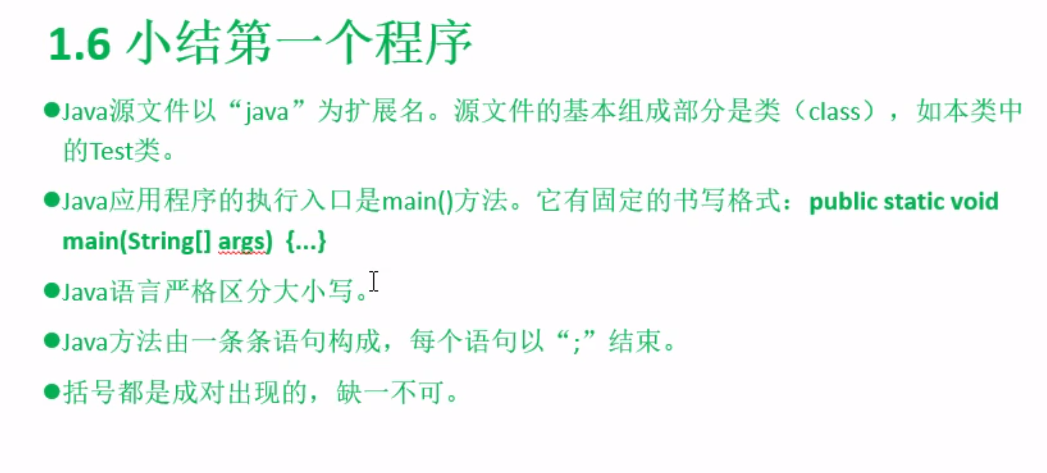 1.6 小结第一个程序
●Java源文件以“java”为扩展名。源文件的基本组成部分是类（class），如本类中
的Test类。
●Java应用程序的执行入口是main()方法。它有固定的书写格式：public static void
main(String[] args) {...}
●Java语言严格区分大小写。
●Java方法由一条条语句构成，每个语句以“;”结束。
●括号都是成对出现的，缺一不可。